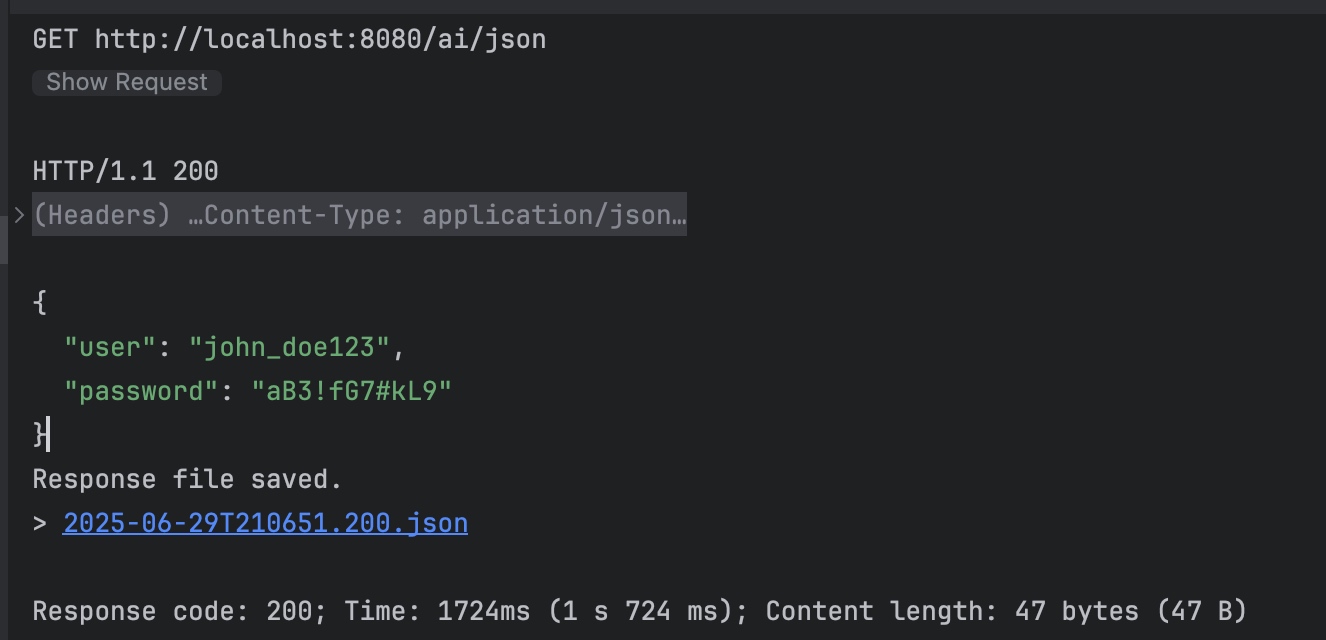 GET http://localhost:8080/ai/json
Show Request
HTTP/1.1 200
(Headers) …Content-Type: application/json…
{
"user": "john_doe123",
"password": "aB3!fG7#kL9"
}
Response file saved.
> 2025-06-29T210651.200.json
Response code: 200; Time: 1724ms (1 s 724 ms); Content length: 47 bytes (47 B)